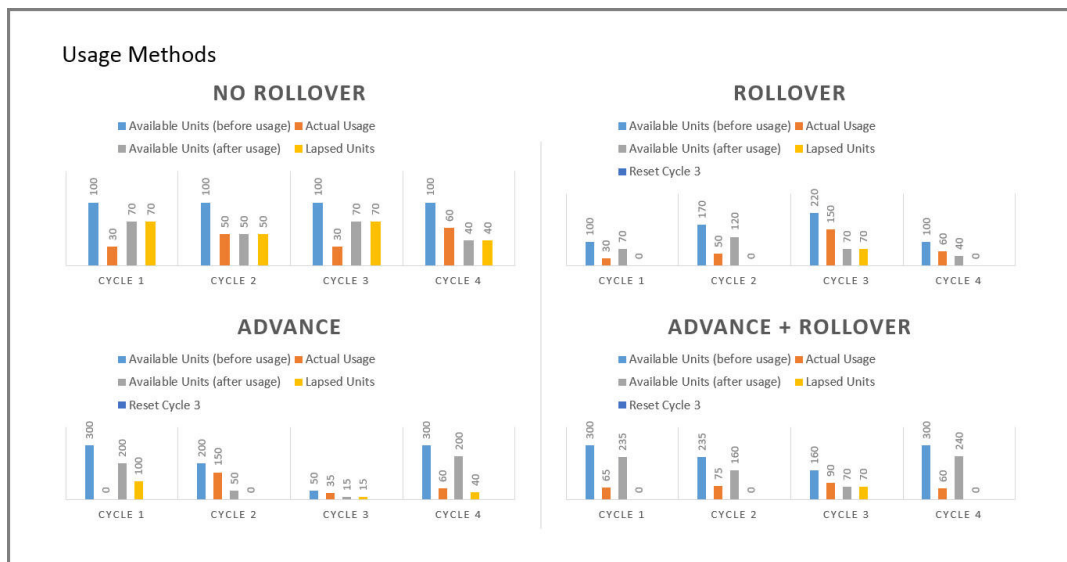 Usage Methods
NO ROLLOVER
Available Units (before usage) Actual Usage
Available Units (after usage) Lapsed Units
100 30 70 70 100 50 50 50 100 30 70 70 100 60 40 40
CYCLE 1 CYCLE 2 CYCLE 3 CYCLE 4
ROLLOVER
Available Units (before usage) Actual Usage
Available Units (after usage) Lapsed Units
Reset Cycle 3
100 30 70 0 170 50 120 0 220 150 70 70 100 60 40 0
CYCLE 1 CYCLE 2 CYCLE 3 CYCLE 4
ADVANCE
Available Units (before usage) Actual Usage
Available Units (after usage) Lapsed Units
Reset Cycle 3
300 0 200 100 200 150 50 0 50 35 15 15 300 60 200 40
CYCLE 1 CYCLE 2 CYCLE 3 CYCLE 4
ADVANCE + ROLLOVER
Available Units (before usage) Actual Usage
Available Units (after usage) Lapsed Units
Reset Cycle 3
300 65 235 0 235 75 160 0 160 90 70 70 300 60 240 0
CYCLE 1 CYCLE 2 CYCLE 3 CYCLE 4